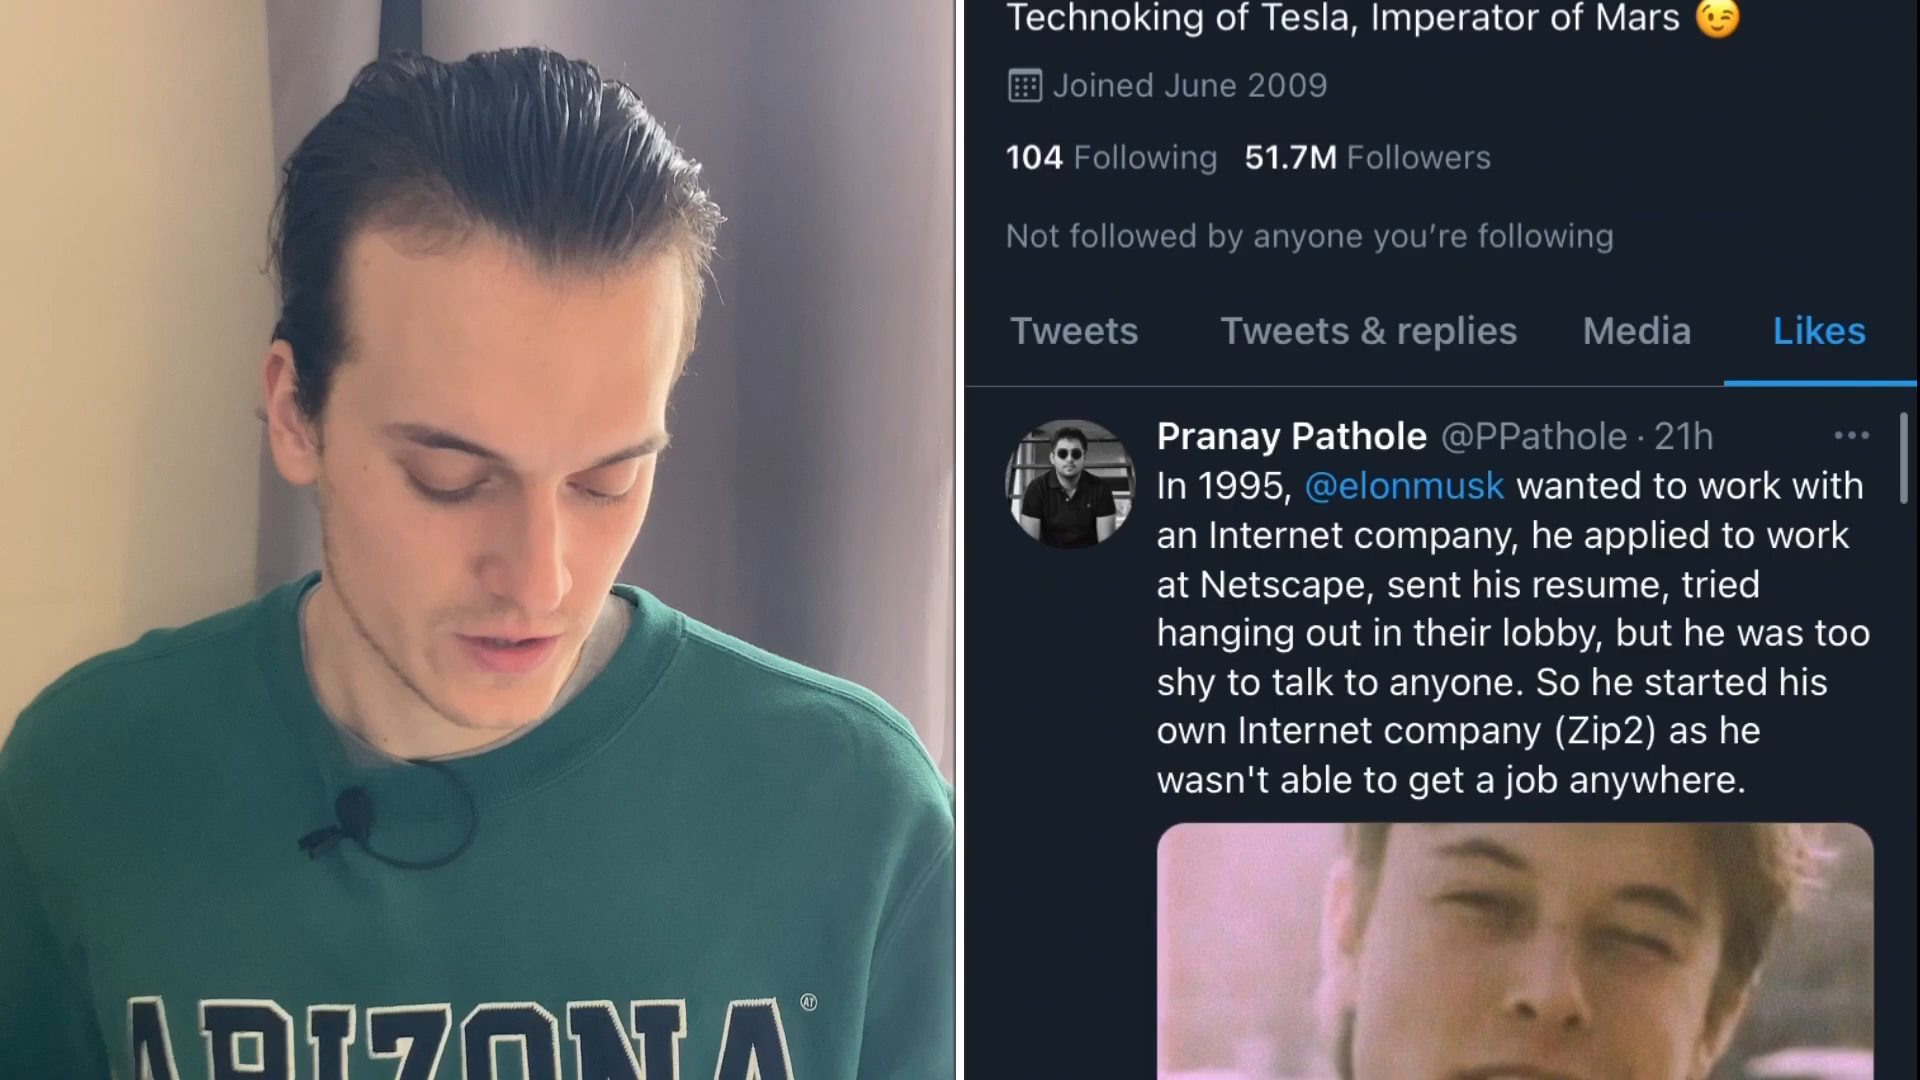 Technoking of Tesla, Imperator of Mars 😉
Joined June 2009
104 Following 51.7M Followers
Not followed by anyone you’re following
Tweets Tweets & replies Media Likes
Pranay Pathole @PPathole · 21h
In 1995, @elonmusk wanted to work with
an Internet company, he applied to work
at Netscape, sent his resume, tried
hanging out in their lobby, but he was too
shy to talk to anyone. So he started his
own Internet company (Zip2) as he
wasn't able to get a job anywhere.
ARIZONA